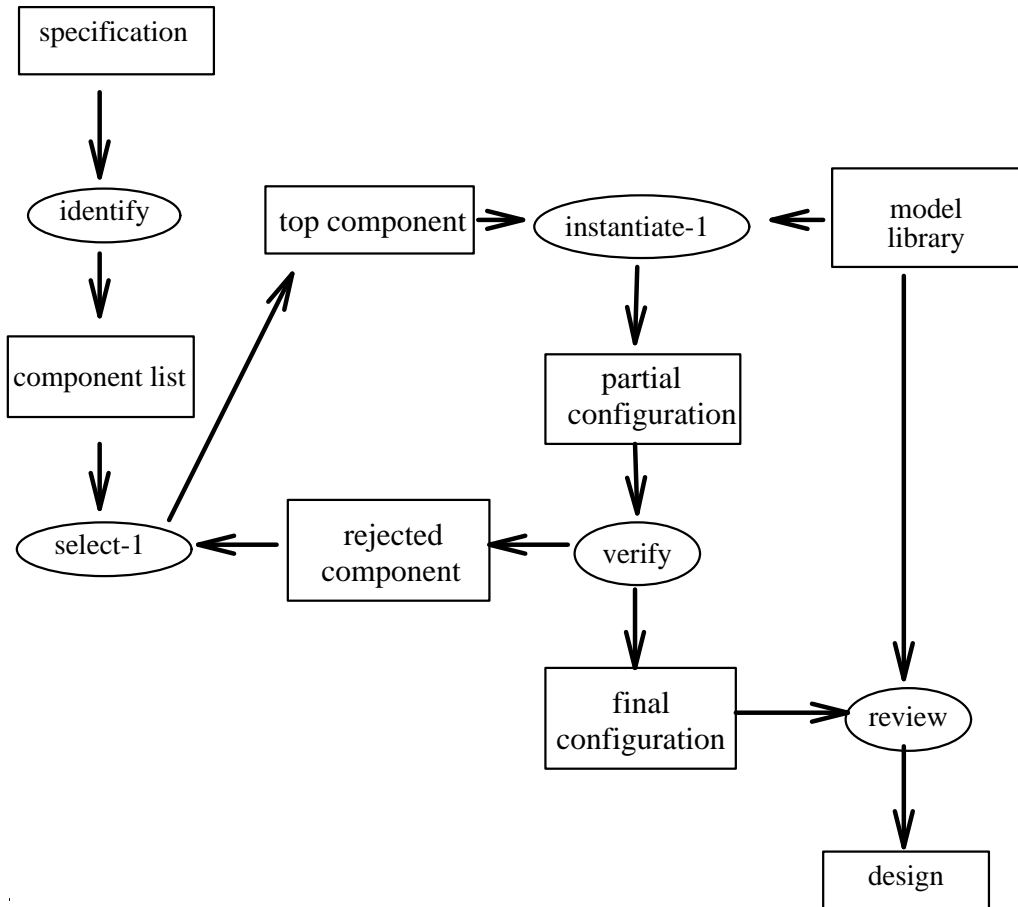 specification
identify
top component
instantiate-1
model
library
component list
partial
configuration
select-1
rejected
component
verify
final
configuration
review
design